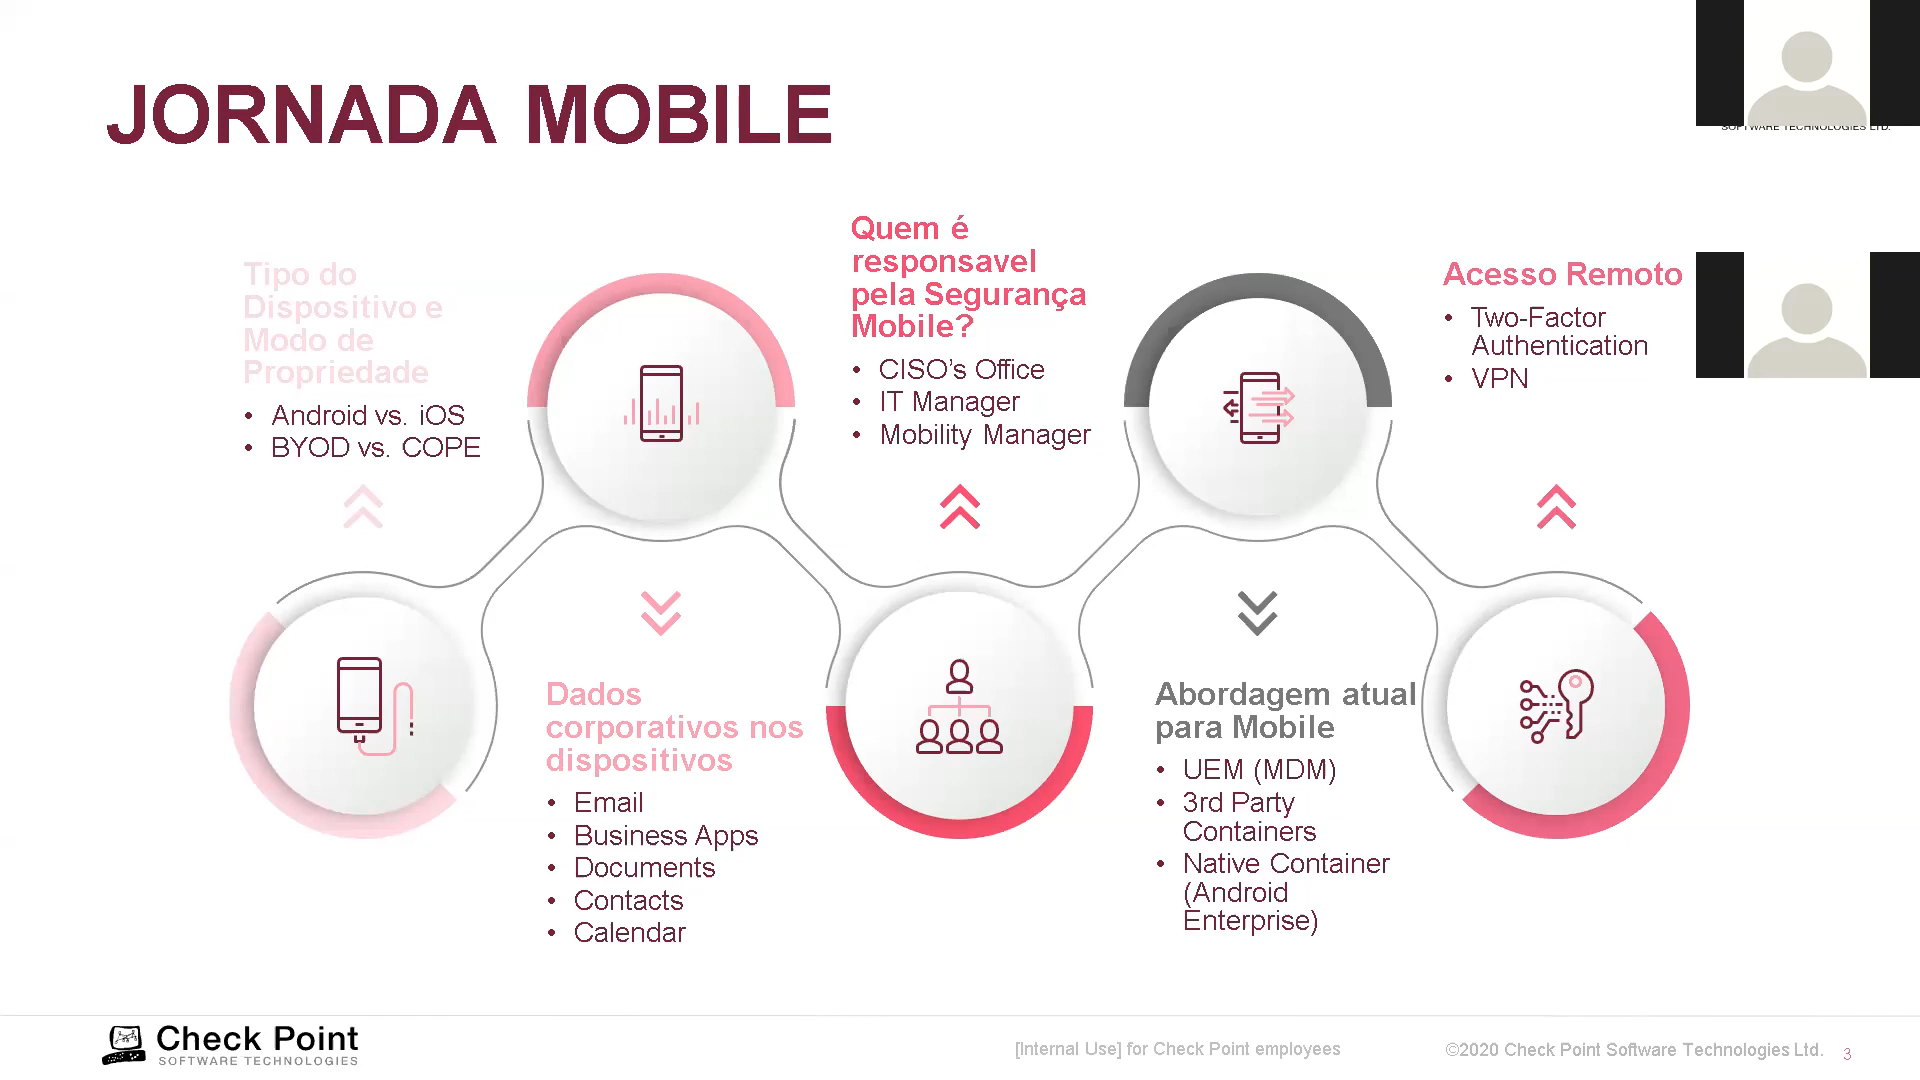 JORNADA MOBILE
SOFTWARE TECHNOLOGIES LTD.
Tipo do
Dispositivo e
Modo de
Propriedade
• Android vs. iOS
• BYOD vs. COPE
Dados
corporativos nos
dispositivos
• Email
• Business Apps
• Documents
• Contacts
• Calendar
Quem é
responsavel
pela Segurança
Mobile?
• CISO’s Office
• IT Manager
• Mobility Manager
Abordagem atual
para Mobile
• UEM (MDM)
• 3rd Party
Containers
• Native Container
(Android
Enterprise)
Acesso Remoto
• Two-Factor
Authentication
• VPN
Check Point
SOFTWARE TECHNOLOGIES
[Internal Use] for Check Point employees
©2020 Check Point Software Technologies Ltd.
3